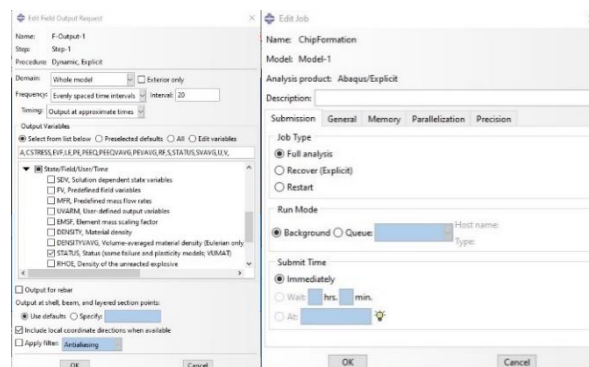 Edit Field Output Request
Name: F-Output-1
Step: Step-1
Procedure: Dynamic, Explicit
Domain: Whole model Exterior only
Frequency: Evenly spaced time intervals Interval: 20
Timing: Output at approximate times
Output Variables
Select from list below Preselected defaults All Edit variables
A,CSTRESS,EVF,LE,PE,PEEQ,PEEQVAVG,PEVAVG,RF,S,STATUS,SVAVG,U,V,
State/Field/User/Time
SDV, Solution dependent state variables
FV, Predefined field variables
MFR, Predefined mass flow rates
UVARM, User-defined output variables
EMSF, Element mass scaling factor
DENSITY, Material density
DENSITYVAVG, Volume-averaged material density (Eulerian only
STATUS, Status (some failure and plasticity models; VUMAT)
RHOE, Density of the unreacted explosive
Output for rebar
Output at shell, beam, and layered section points:
Use defaults Specify:
Include local coordinate directions when available
Apply filter: Antialiasing
OK Cancel
Edit Job
Name: ChipFormation
Model: Model-1
Analysis product: Abaqus/Explicit
Description:
Submission General Memory Parallelization Precision
Job Type
Full analysis
Recover (Explicit)
Restart
Run Mode
Background Queue: Host name:
Type:
Submit Time
Immediately
Wait: hrs. min.
At:
OK Cancel